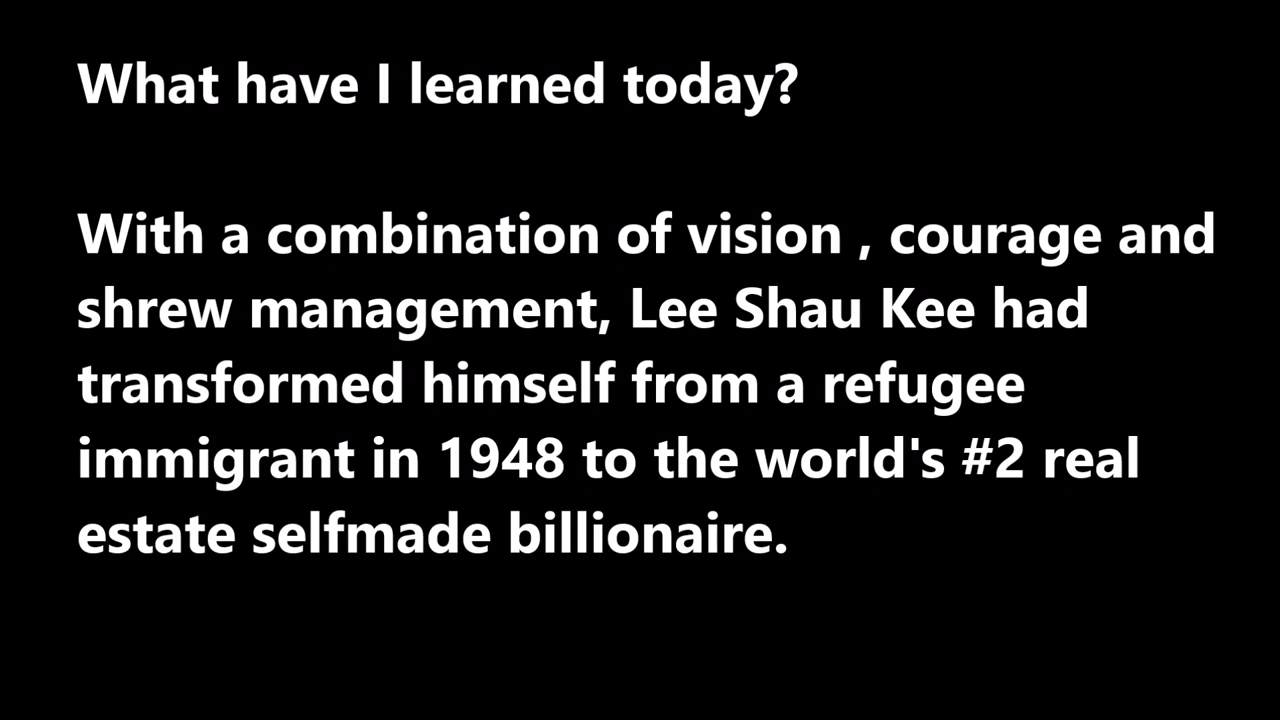 What have I learned today?
With a combination of vision , courage and
shrew management, Lee Shau Kee had
transformed himself from a refugee
immigrant in 1948 to the world's #2 real
estate selfmade billionaire.